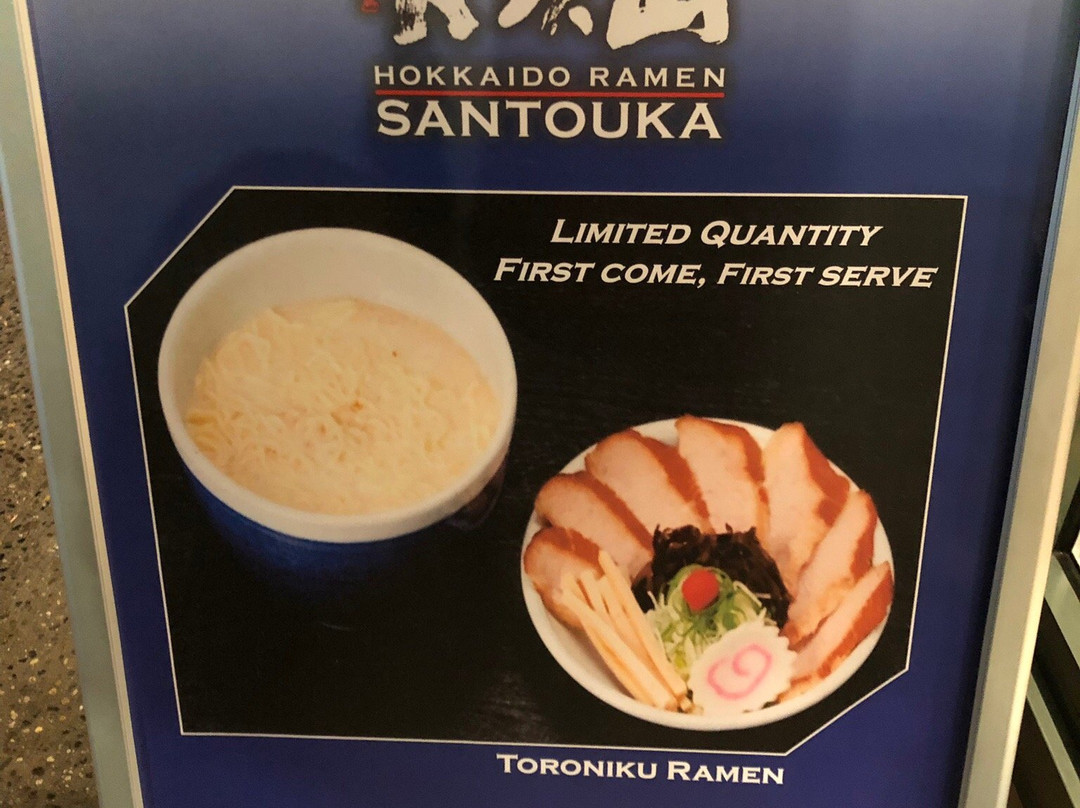 HOKKAIDO RAMEN
SANTOUKA
LIMITED QUANTITY
FIRST COME, FIRST SERVE
TORONIKU RAMEN